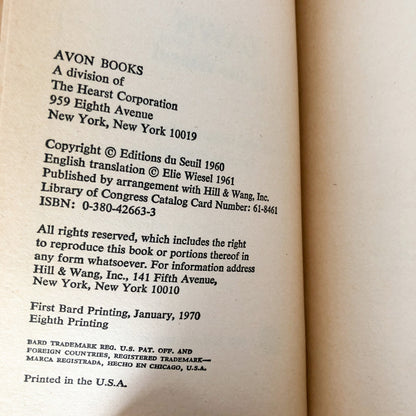 AVON BOOKS
A division of
The Hearst Corporation
959 Eighth Avenue
New York, New York 10019
Copyright © Editions du Seuil 1960
English translation © Elie Wiesel 1961
Published by arrangement with Hill & Wang, Inc.
Library of Congress Catalog Card Number: 61-8461
ISBN: 0-380-42663-3
All rights reserved, which includes the right
to reproduce this book or portions thereof in
any form whatsoever. For information address
Hill & Wang, Inc., 141 Fifth Avenue,
New York, New York 10010
First Bard Printing, January, 1970
Eighth Printing
BARD TRADEMARK REG. U.S. PAT. OFF. AND
FOREIGN COUNTRIES, REGISTERED TRADEMARK—
MARCA REGISTRADA, HECHO EN CHICAGO, U.S.A.
Printed in the U.S.A.